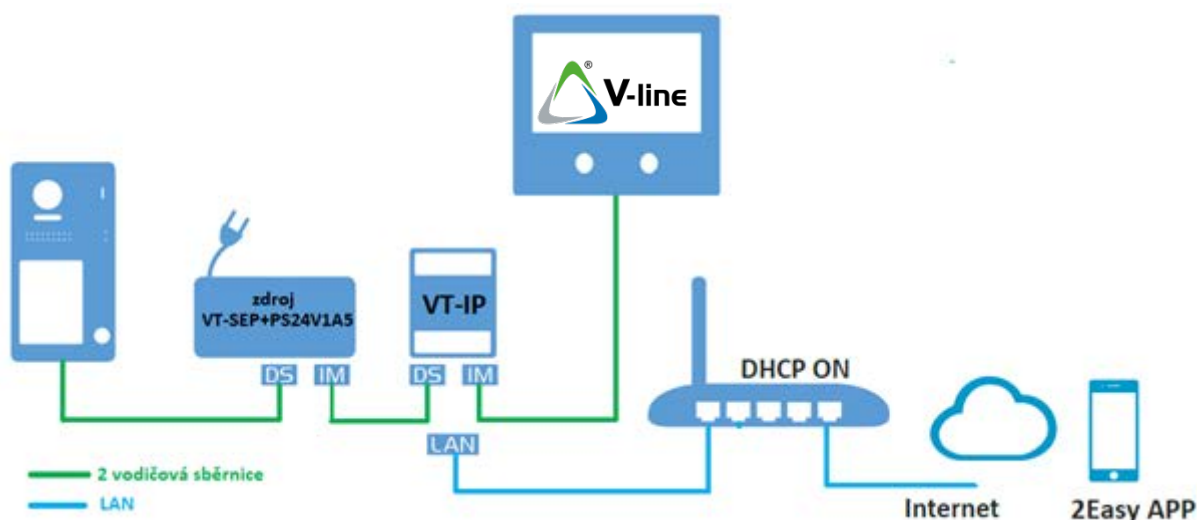 V-line
®
zdroj
VT-SEP+PS24V1A5
VT-IP
DS
IM
DS
IM
DHCP ON
LAN
2 vodičová sběrnice
LAN
Internet
2Easy APP